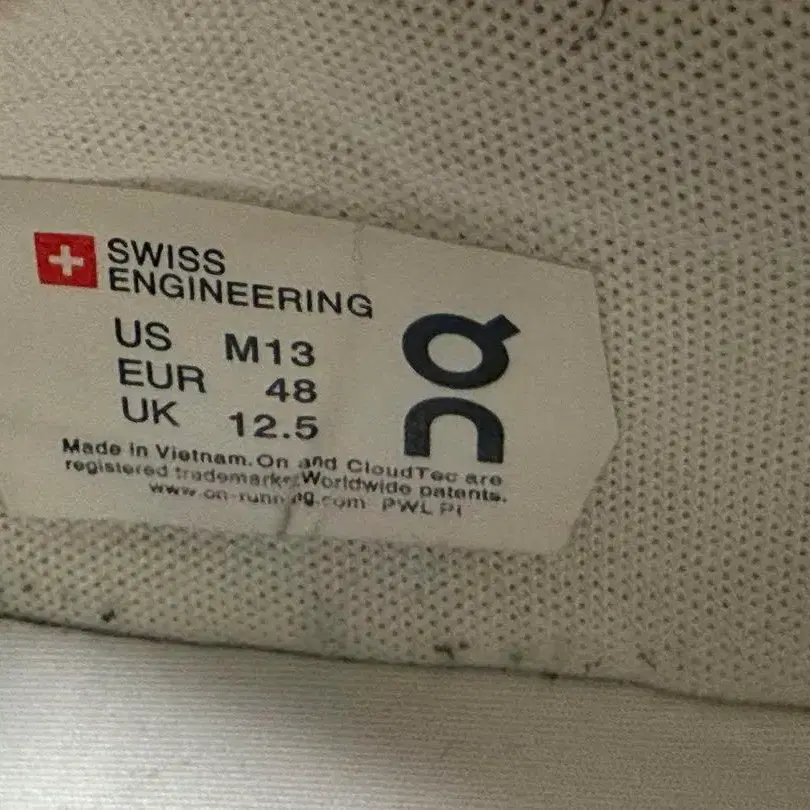 SWISS
ENGINEERING
US M13
EUR 48
UK 12.5
On
Made in Vietnam. On and CloudTec are
registered trademarks. Worldwide patents.
www.on-running.com PWL PI